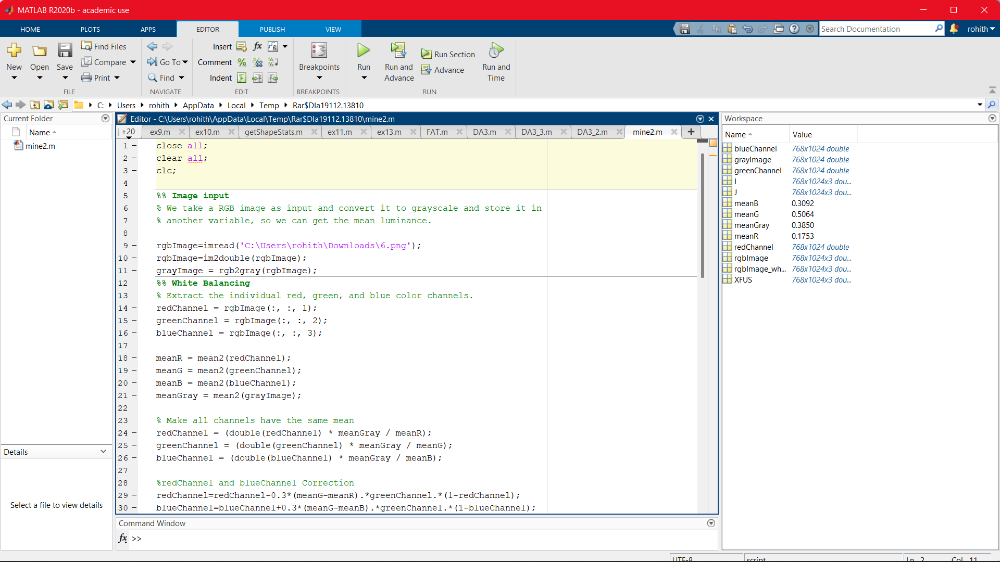 MATLAB R2020b - academic use
HOME PLOTS APPS EDITOR PUBLISH VIEW
Search Documentation
rohith
New
Open
Save
Find Files
Compare
Print
FILE
Go To
Find
NAVIGATE
Insert
Comment
Indent
fx
EDIT
Breakpoints
BREAKPOINTS
Run
Run and
Advance
Run Section
Advance
Run and
Time
RUN
C: Users rohith AppData Local Temp Rar$DIa19112.13810
Current Folder
Name
mine2.m
Details
Select a file to view details
Editor - C:\Users\rohith\AppData\Local\Temp\Rar$DIa19112.13810\mine2.m
+20 ex9.m ex10.m getShapeStats.m ex11.m ex13.m FAT.m DA3.m DA3_3.m DA3_2.m mine2.m
1 – close all;
2 – clear all;
3 – clc;
4
5 %% Image input
6 % We take a RGB image as input and convert it to grayscale and store it in
7 % another variable, so we can get the mean luminance.
8
9 – rgbImage=imread('C:\Users\rohith\Downloads\6.png');
10 – rgbImage=im2double(rgbImage);
11 – grayImage = rgb2gray(rgbImage);
12 %% White Balancing
13 % Extract the individual red, green, and blue color channels.
14 – redChannel = rgbImage(:, :, 1);
15 – greenChannel = rgbImage(:, :, 2);
16 – blueChannel = rgbImage(:, :, 3);
17
18 – meanR = mean2(redChannel);
19 – meanG = mean2(greenChannel);
20 – meanB = mean2(blueChannel);
21 – meanGray = mean2(grayImage);
22
23 % Make all channels have the same mean
24 – redChannel = (double(redChannel) * meanGray / meanR);
25 – greenChannel = (double(greenChannel) * meanGray / meanG);
26 – blueChannel = (double(blueChannel) * meanGray / meanB);
27
28 %redChannel and blueChannel Correction
29 – redChannel=redChannel-0.3*(meanG-meanR).*greenChannel.*(1-redChannel);
30 – blueChannel=blueChannel+0.3*(meanG-meanB).*greenChannel.*(1-blueChannel);
Command Window
fx >>
Workspace
Name Value
blueChannel 768x1024 double
grayImage 768x1024 double
greenChannel 768x1024 double
I 768x1024x3 dou...
J 768x1024x3 dou...
meanB 0.3092
meanG 0.5064
meanGray 0.3850
meanR 0.1753
redChannel 768x1024 double
rgbImage 768x1024x3 dou...
rgbImage_wh... 768x1024x3 dou...
XFUS 768x1024x3 dou...
UTF-8 script Ln 2 Col 11